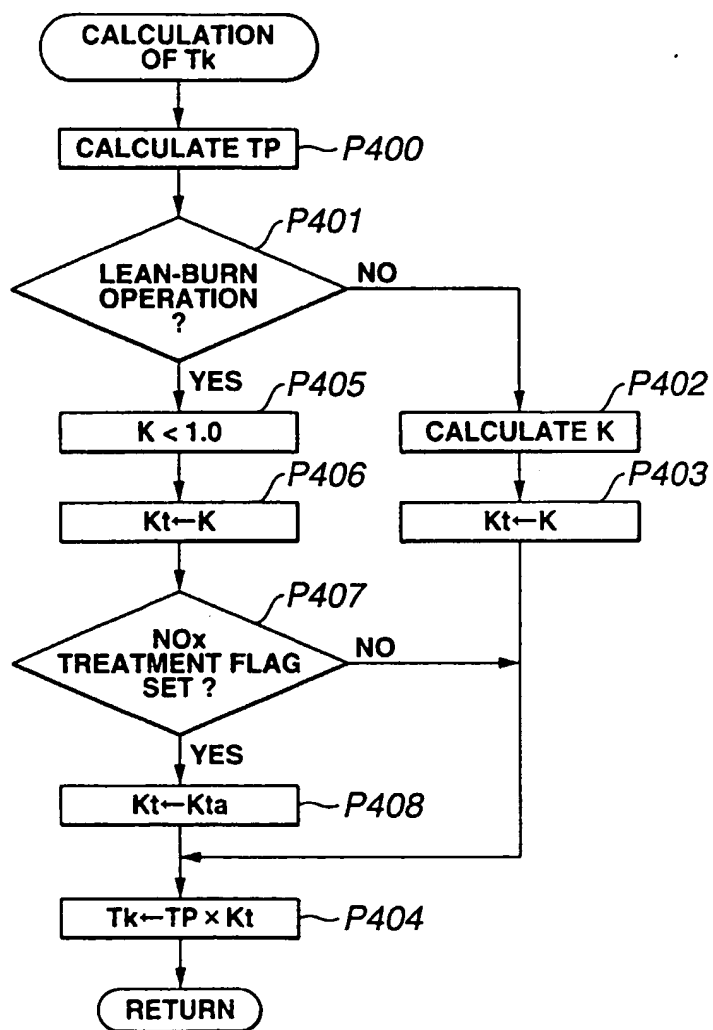 CALCULATION
OF Tk
CALCULATE TP
P400
P401
LEAN-BURN
OPERATION
?
NO
YES
P405
K < 1.0
P402
CALCULATE K
P406
Kt←K
P403
Kt←K
P407
NOx
TREATMENT FLAG
SET ?
NO
YES
Kt←Kta
P408
Tk←TP × Kt
P404
RETURN